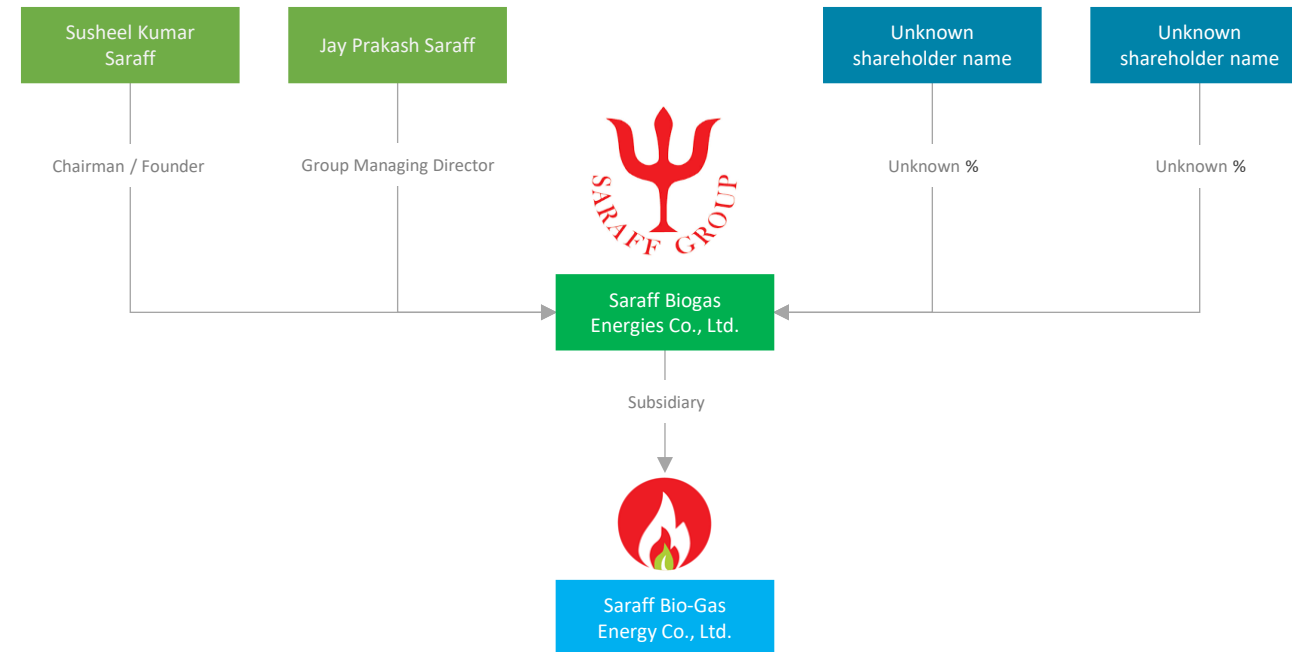 Susheel Kumar
Saraff
Jay Prakash Saraff
Unknown
shareholder name
Unknown
shareholder name
Chairman / Founder
Group Managing Director
Unknown %
Unknown %
SARAFF GROUP
Saraff Biogas
Energies Co., Ltd.
Subsidiary
Saraff Bio-Gas
Energy Co., Ltd.